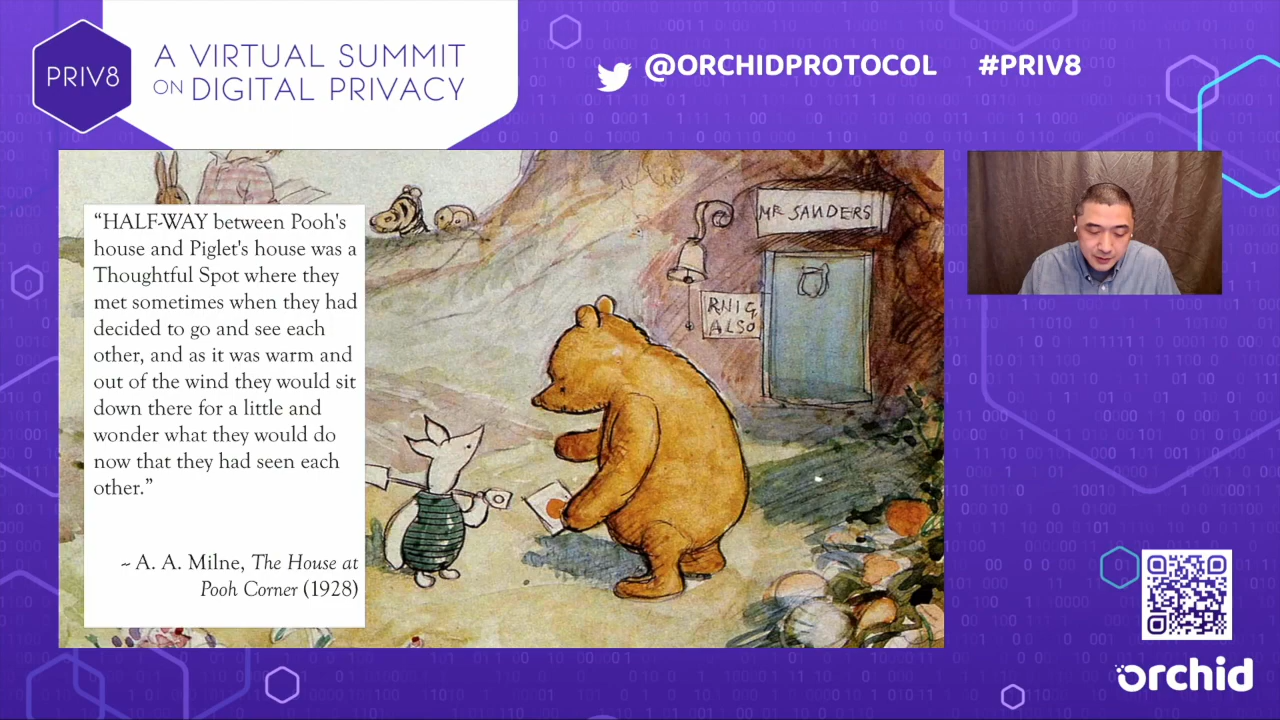 PRIV8
A VIRTUAL SUMMIT
ON DIGITAL PRIVACY
@ORCHIDPROTOCOL #PRIV8
“HALF-WAY between Pooh's
house and Piglet's house was a
Thoughtful Spot where they
met sometimes when they had
decided to go and see each
other, and as it was warm and
out of the wind they would sit
down there for a little and
wonder what they would do
now that they had seen each
other.”
~ A. A. Milne, The House at
Pooh Corner (1928)
MR SANDERS
RNIG
ALSO
orchid